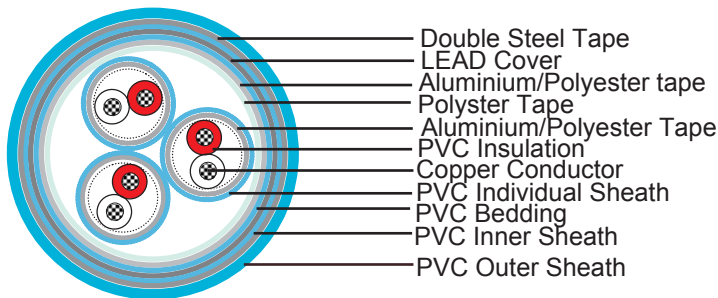 Double Steel Tape
LEAD Cover
Aluminium/Polyester tape
Polyster Tape
Aluminium/Polyester Tape
PVC Insulation
Copper Conductor
PVC Individual Sheath
PVC Bedding
PVC Inner Sheath
PVC Outer Sheath